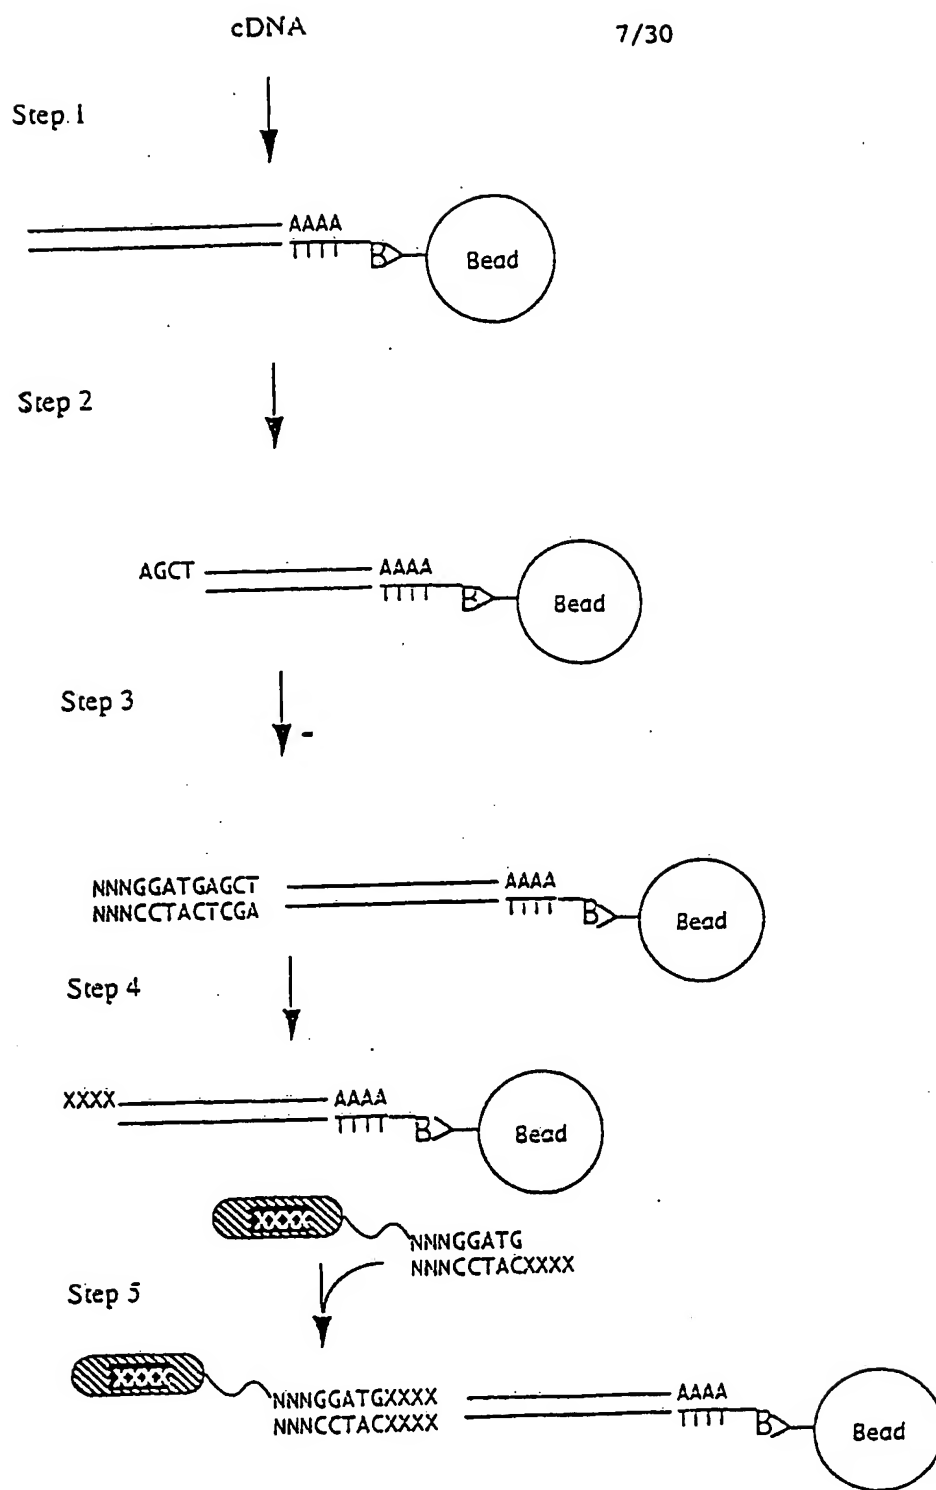 cDNA
7/30
Step 1
AAAA
TTTT
B
Bead
Step 2
AGCT
AAAA
TTTT
B
Bead
Step 3
NNNGGATGAGCT
NNNCCTACTCGA
AAAA
TTTT
B
Bead
Step 4
XXXX
AAAA
TTTT
B
Bead
XXXX
NNNGGATG
NNNCCTACXXXX
Step 5
XXXX
NNNGGATGXXXX
NNNCCTACXXXX
AAAA
TTTT
B
Bead